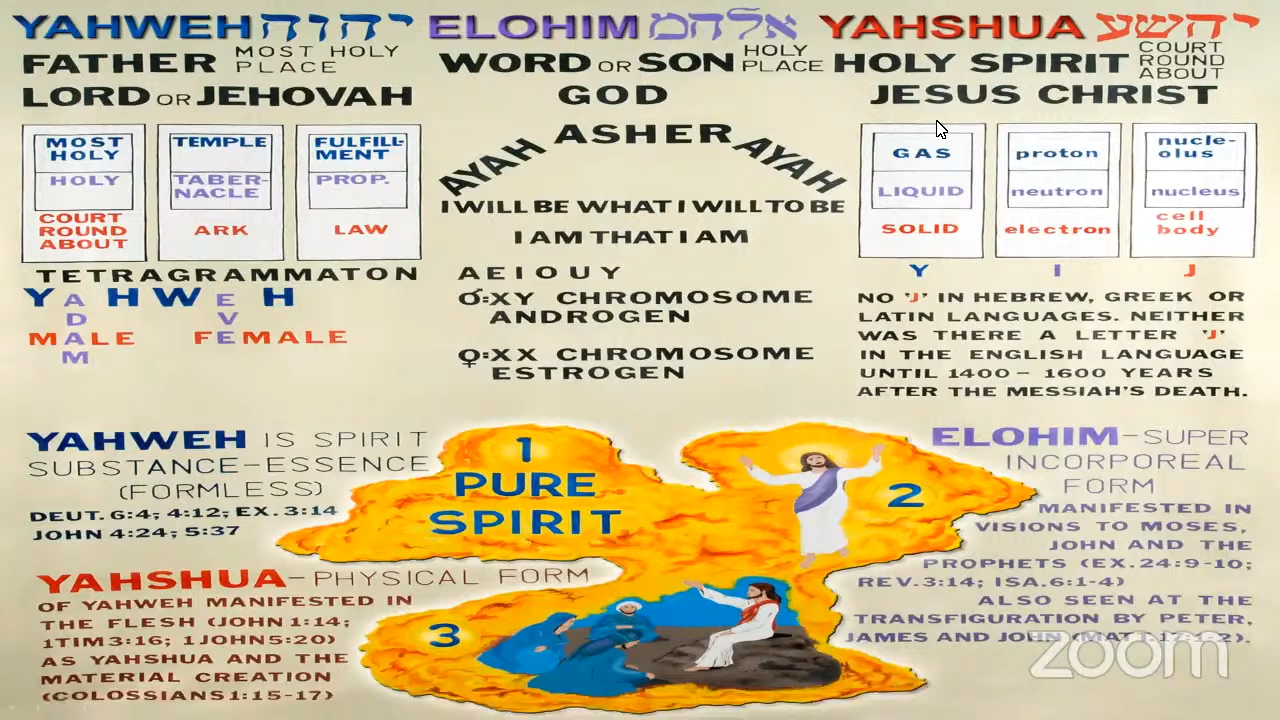 YAHWEH יהוה
FATHER MOST HOLY PLACE
LORD OR JEHOVAH
ELOHIM אלהמ
WORD OR SON HOLY PLACE
GOD
YAHSHUA יהשע
HOLY SPIRIT COURT ROUND ABOUT
JESUS CHRIST
MOST HOLY
HOLY
COURT ROUND ABOUT
TEMPLE
TABER-
NACLE
ARK
FULFILL-
MENT
PROP.
LAW
AYAH ASHER AYAH
I WILL BE WHAT I WILL TO BE
I AM THAT I AM
GAS
LIQUID
SOLID
proton
neutron
electron
nucle-
olus
nucleus
cell
body
TETRAGRAMMATON
Y A H W E H
D V
MALE FEMALE
M
A E I O U Y
♂:XY CHROMOSOME
ANDROGEN
♀:XX CHROMOSOME
ESTROGEN
Y I J
NO 'J' IN HEBREW, GREEK OR
LATIN LANGUAGES. NEITHER
WAS THERE A LETTER 'J'
IN THE ENGLISH LANGUAGE
UNTIL 1400 – 1600 YEARS
AFTER THE MESSIAH'S DEATH.
YAHWEH IS SPIRIT
SUBSTANCE–ESSENCE
(FORMLESS)
DEUT. 6:4; 4:12; EX. 3:14
JOHN 4:24; 5:37
1
PURE
SPIRIT
2
ELOHIM–SUPER
INCORPOREAL
FORM
MANIFESTED IN
VISIONS TO MOSES,
JOHN AND THE
PROPHETS (EX.24:9-10;
REV.3:14; ISA.6:1-4)
ALSO SEEN AT THE
TRANSFIGURATION BY PETER,
JAMES AND JOHN
YAHSHUA–PHYSICAL FORM
OF YAHWEH MANIFESTED IN
THE FLESH (JOHN 1:14;
1TIM 3:16; 1JOHN 5:20)
AS YAHSHUA AND THE
MATERIAL CREATION
(COLOSSIANS 1:15-17)
3
zoom